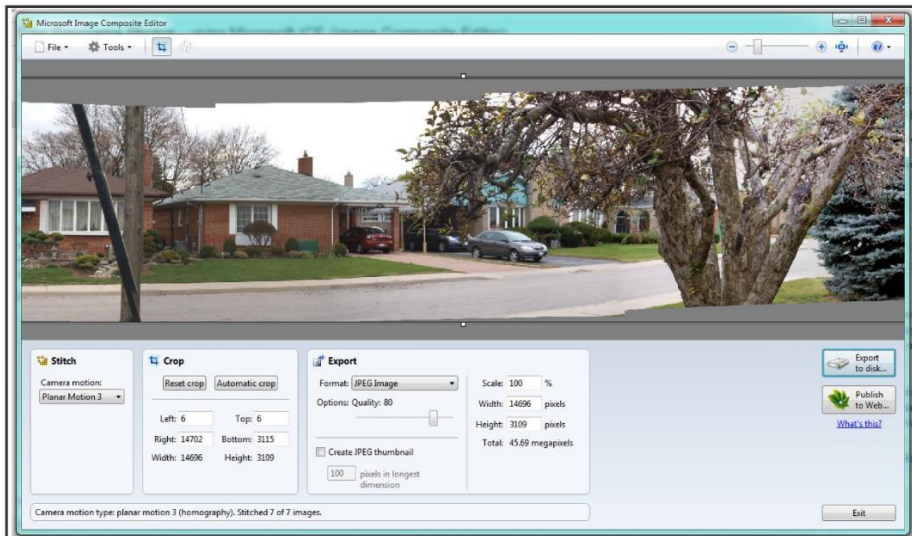 Microsoft Image Composite Editor
File Tools
Stitch
Camera motion:
Planar Motion 3
Crop
Reset crop Automatic crop
Left: 6 Top: 6
Right: 14702 Bottom: 3115
Width: 14696 Height: 3109
Export
Format: JPEG Image
Options: Quality: 80
Create JPEG thumbnail
100 pixels in longest
dimension
Scale: 100 %
Width: 14696 pixels
Height: 3109 pixels
Total: 45.69 megapixels
Export
to disk...
Publish
to Web...
What's this?
Camera motion type: planar motion 3 (homography). Stitched 7 of 7 images.
Exit